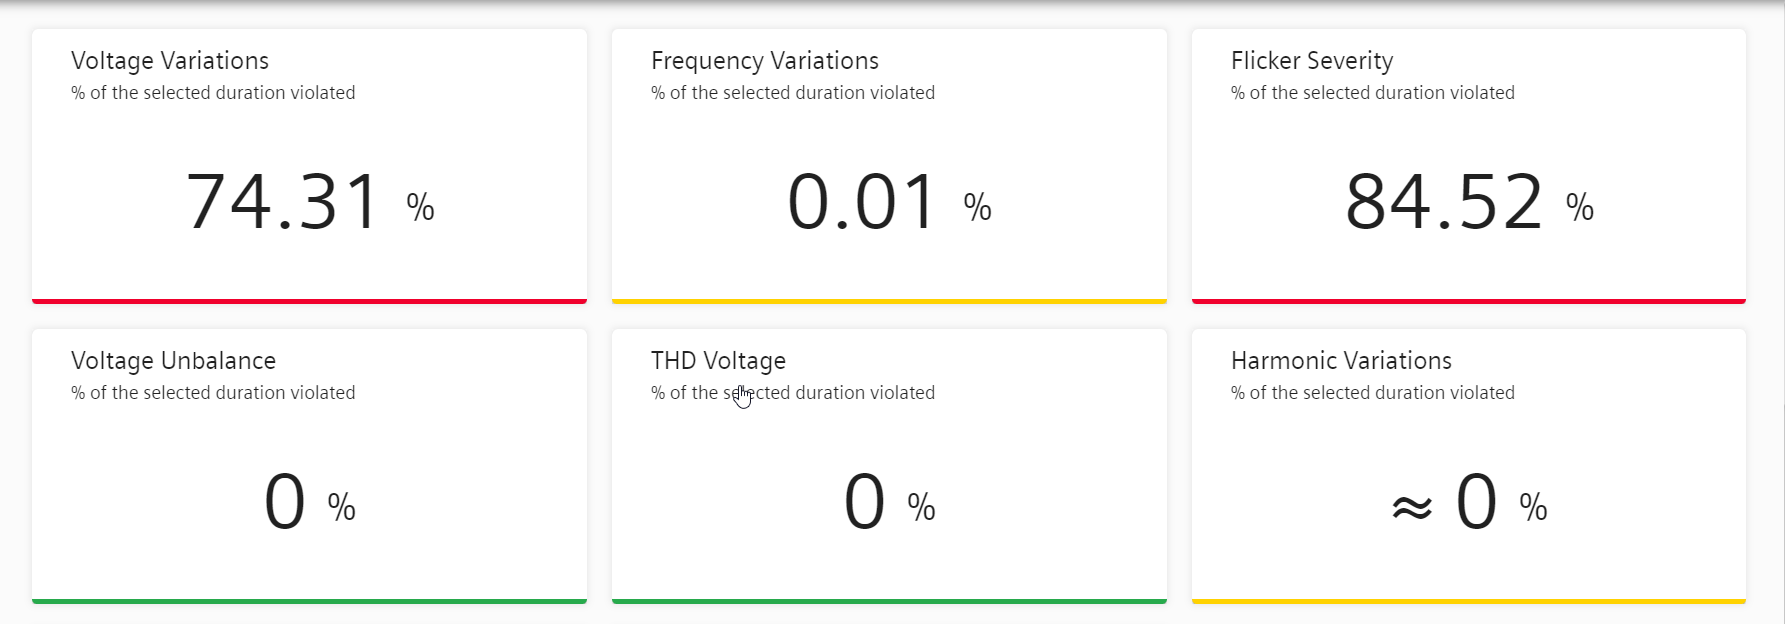 Voltage Variations
% of the selected duration violated
74.31 %
Frequency Variations
% of the selected duration violated
0.01 %
Flicker Severity
% of the selected duration violated
84.52 %
Voltage Unbalance
% of the selected duration violated
0 %
THD Voltage
% of the selected duration violated
0 %
Harmonic Variations
% of the selected duration violated
≈ 0 %